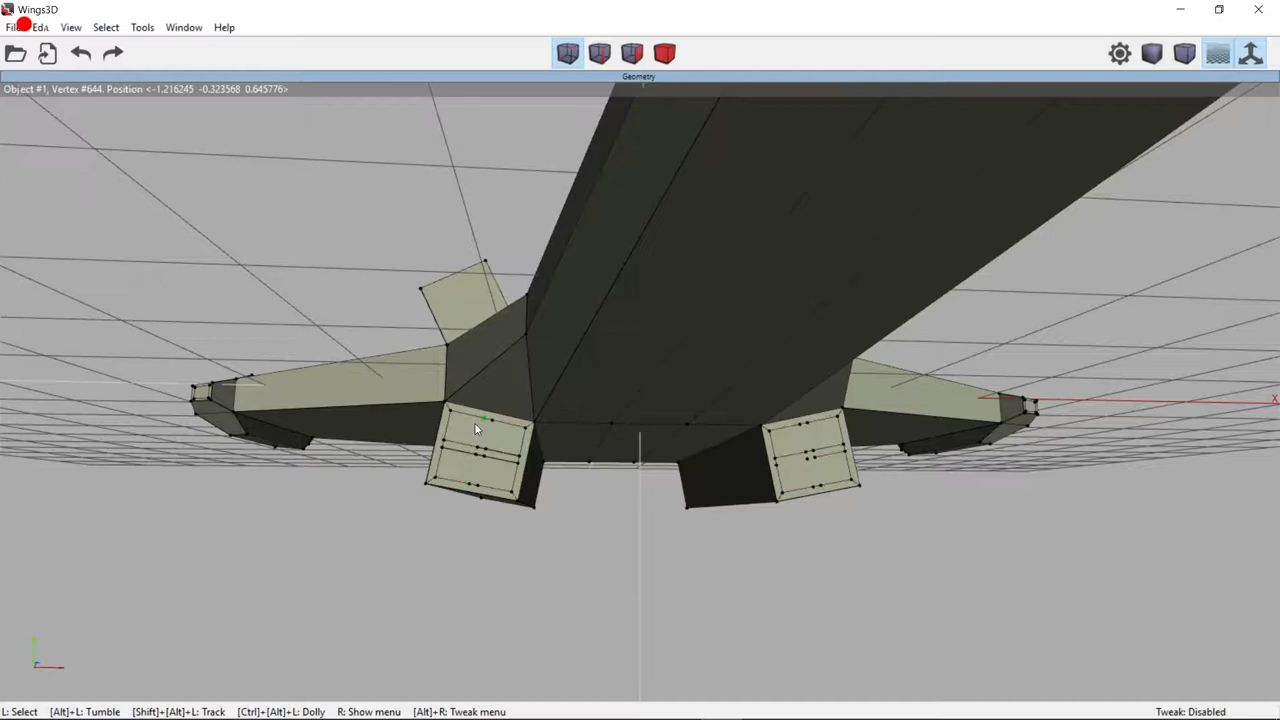 Wings3D
File Edit View Select Tools Window Help
Geometry
Object #1, Vertex #644. Position <-1.216245 -0.323568 0.645776>
X
L: Select [Alt]+L: Tumble [Shift]+[Alt]+L: Track [Ctrl]+[Alt]+L: Dolly R: Show menu [Alt]+R: Tweak menu Tweak: Disabled